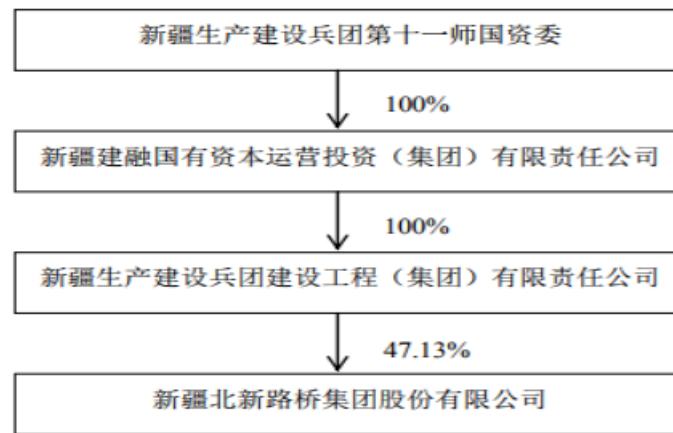 新疆生产建设兵团第十一师国资委
100%
新疆建融国有资本运营投资（集团）有限责任公司
100%
新疆生产建设兵团建设工程（集团）有限责任公司
47.13%
新疆北新路桥集团股份有限公司